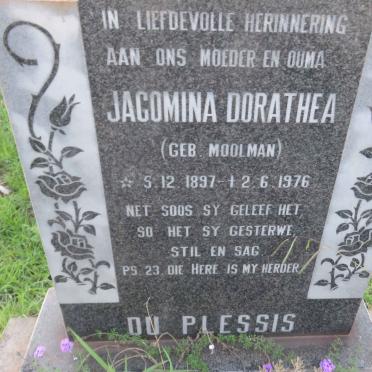 IN LIEFDEVOLLE HERINNERING
AAN ONS MOEDER EN OUMA
JACOMINA DORATHEA
(GEB. MOOLMAN)
☆ 5.12.1897 - † 2.6.1976
NET SOOS SY GELEEF HET,
SO HET SY GESTERWE,
STIL EN SAG.
PS. 23. DIE HERE IS MY HERDER.
DU PLESSIS